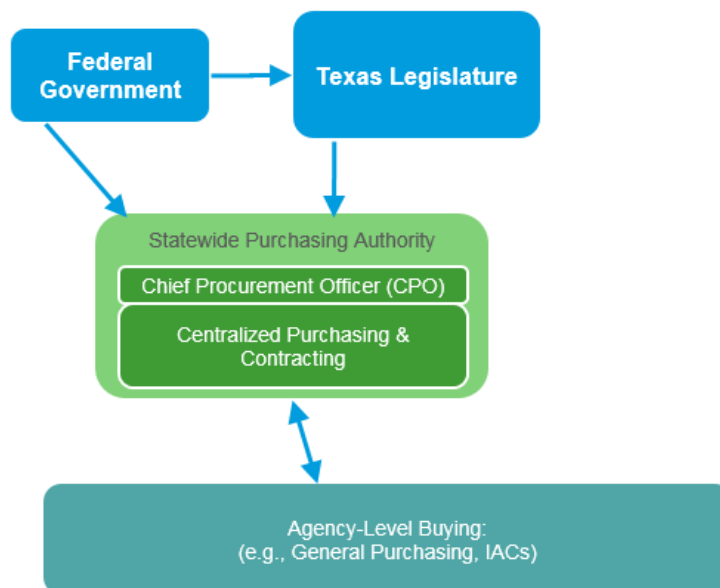 Federal
Government
Texas Legislature
Statewide Purchasing Authority
Chief Procurement Officer (CPO)
Centralized Purchasing &
Contracting
Agency-Level Buying:
(e.g., General Purchasing, IACs)